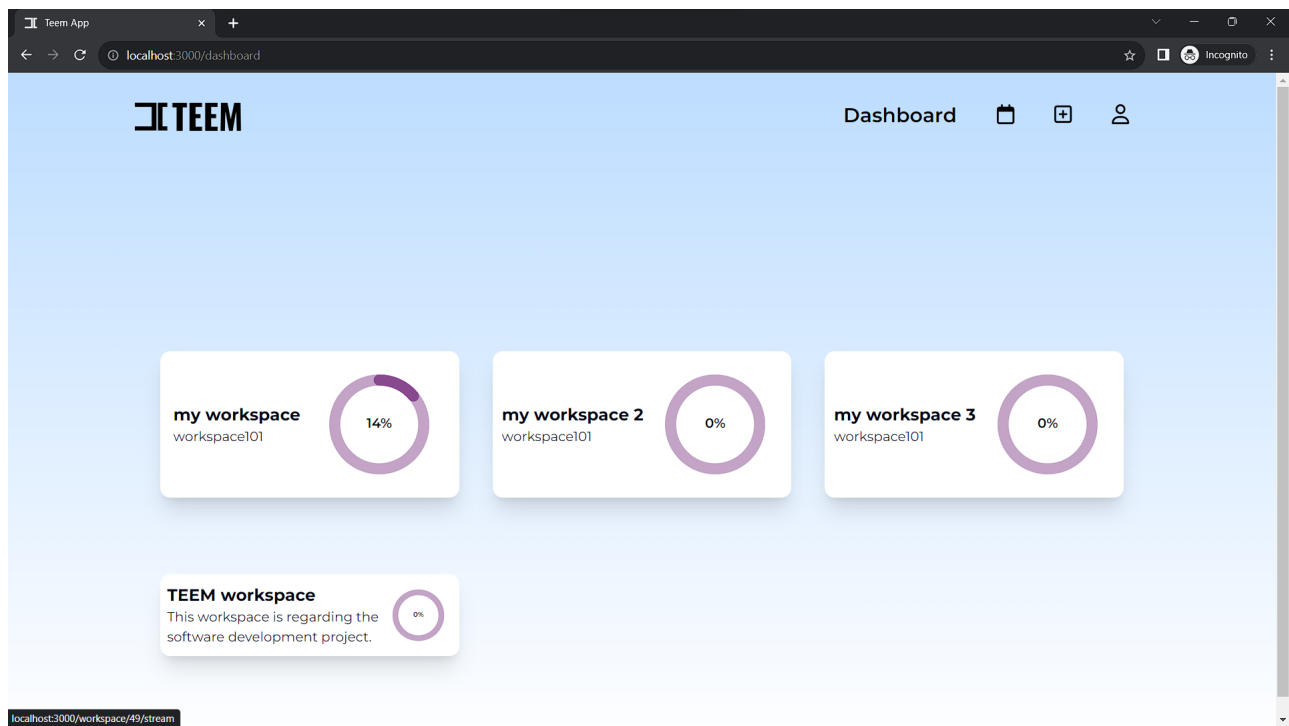 Teem App
localhost:3000/dashboard
Incognito
TEEM
Dashboard
my workspace
workspace101
14%
my workspace 2
workspace101
0%
my workspace 3
workspace101
0%
TEEM workspace
This workspace is regarding the
software development project.
0%
localhost:3000/workspace/49/stream